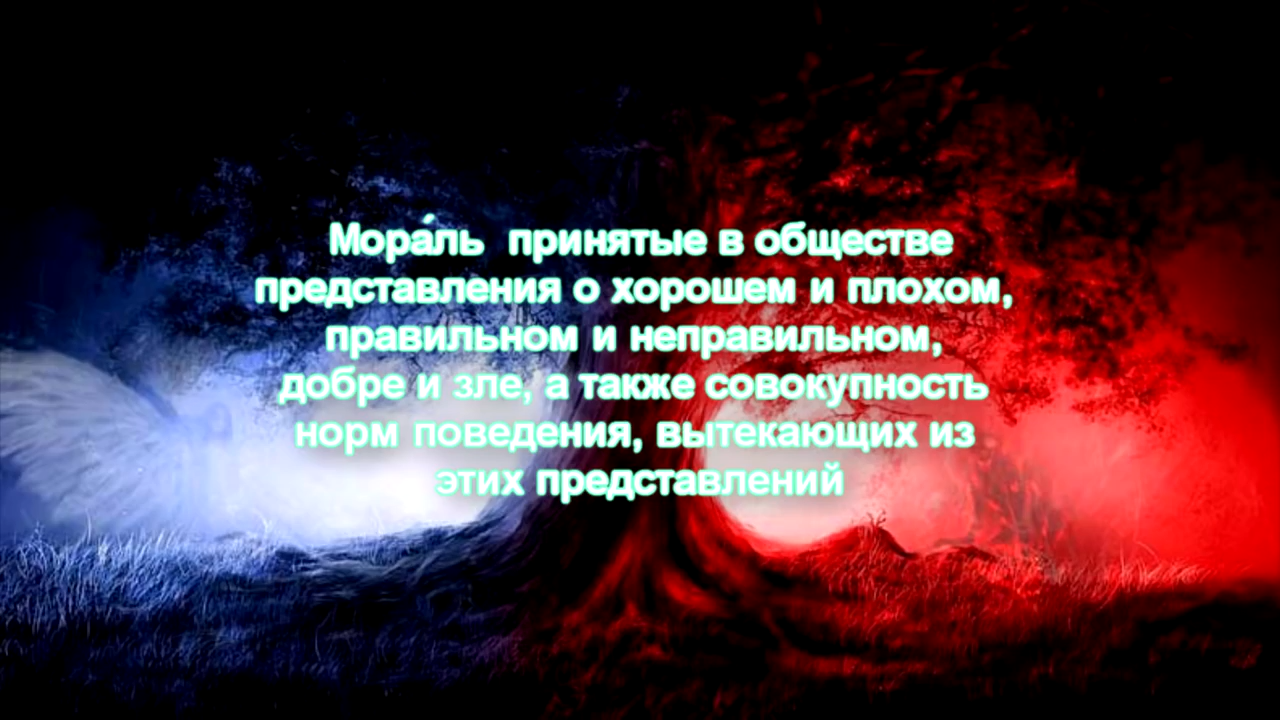 Мора́ль  принятые в обществе
представления о хорошем и плохом,
правильном и неправильном,
добре и зле, а также совокупность
норм поведения, вытекающих из
этих представлений